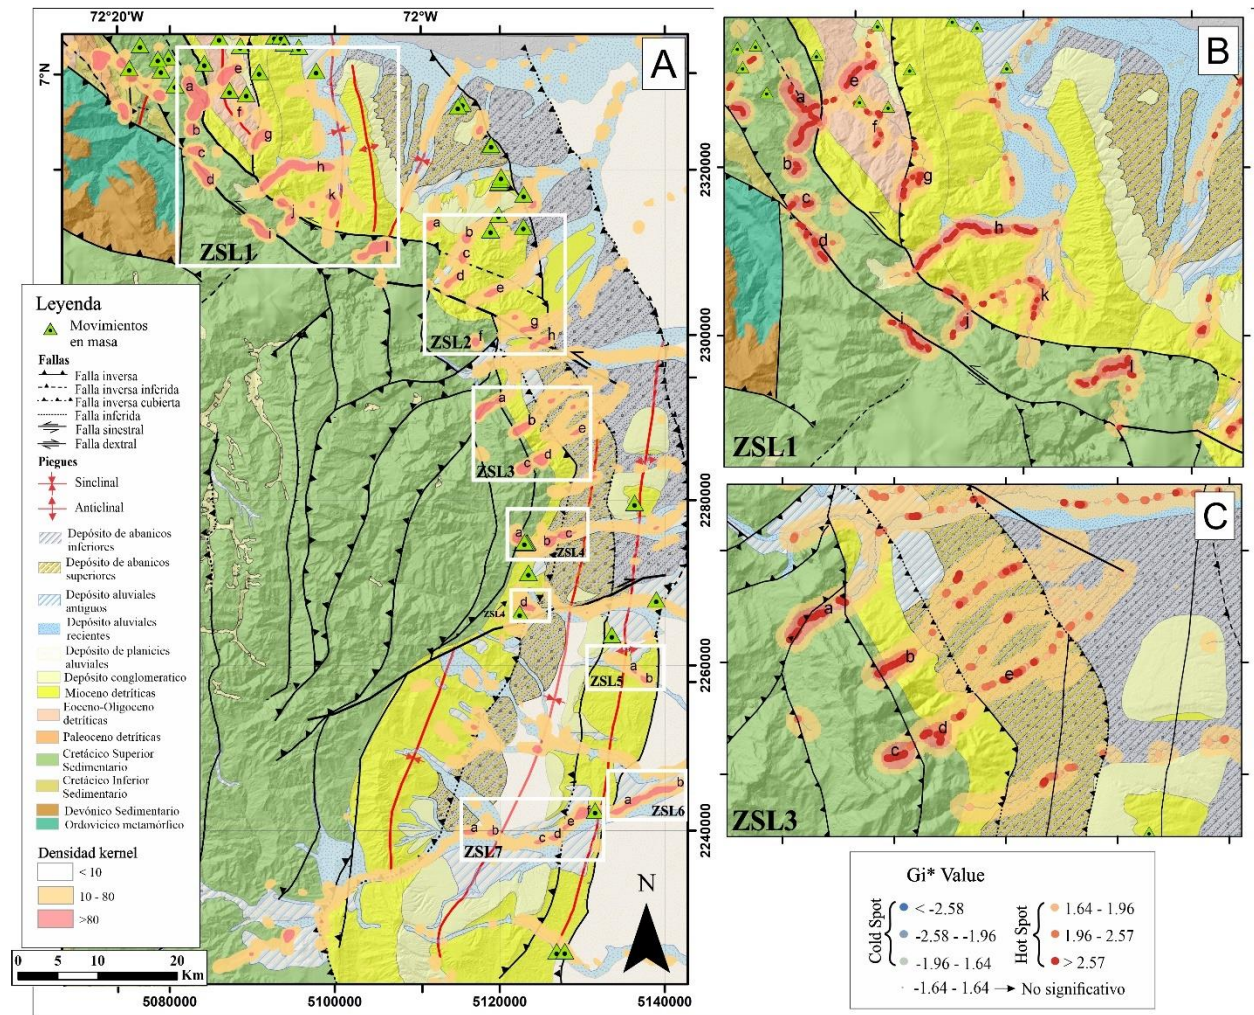 72°20'W
72°W
7°N
A
a
e
b
f
g
c
d
h
k
j
i
l
ZSL1
a
b
c
d
e
g
f
h
ZSL2
a
b
e
c
d
ZSL3
a
b
c
ZSL4
d
ZSL4
a
b
ZSL5
a
b
ZSL6
a
b
c
d
e
f
ZSL7
N
2320000
2300000
2280000
2260000
2240000
5080000
5100000
5120000
5140000
Leyenda
Movimientos
en masa
Fallas
Falla inversa
Falla inversa inferida
Falla inversa cubierta
Falla inferida
Falla sinestral
Falla dextral
Piegues
Sinclinal
Anticlinal
Depósito de abanicos
inferiores
Depósito de abanicos
superiores
Depósito aluviales
antiguos
Depósito aluviales
recientes
Depósito de planicies
aluviales
Depósito conglomeratico
Mioceno detríticas
Eoceno-Oligoceno
detríticas
Paleoceno detríticas
Cretácico Superior
Sedimentario
Cretácico Inferior
Sedimentario
Devónico Sedimentario
Ordovicico metamórfico
Densidad kernel
< 10
10 - 80
>80
0 5 10 20
Km
B
a
e
f
b
g
c
d
h
k
i
j
l
ZSL1
C
a
b
e
d
c
ZSL3
Gi* Value
Cold Spot
< -2.58
-2.58 - -1.96
-1.96 - 1.64
-1.64 - 1.64 → No significativo
Hot Spot
1.64 - 1.96
1.96 - 2.57
> 2.57